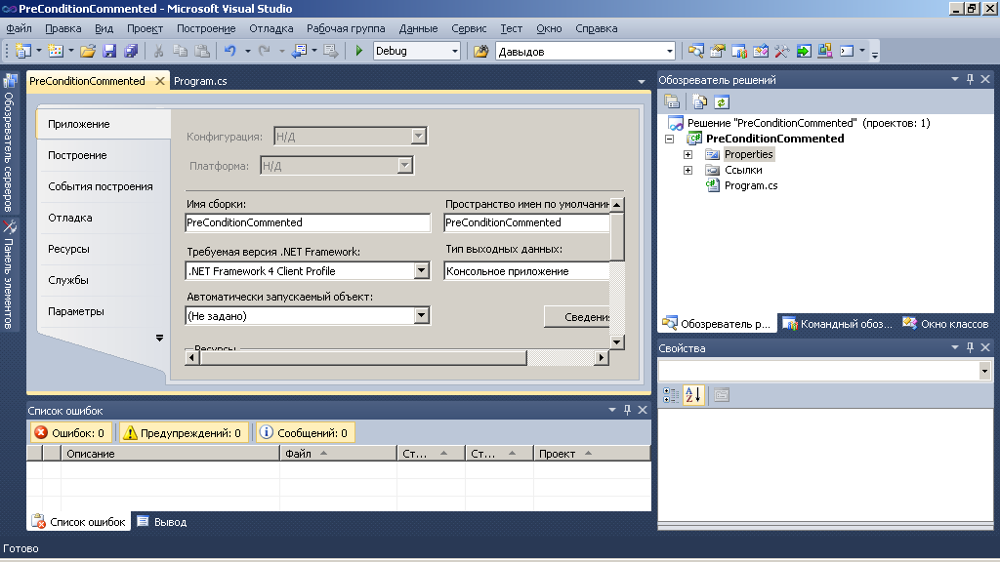 PreConditionCommented - Microsoft Visual Studio
Файл Правка Вид Проект Построение Отладка Рабочая группа Данные Сервис Тест Окно Справка
Debug Давыдов
Обозреватель серверов
Панель элементов
PreConditionCommented Program.cs
Приложение
Построение
События построения
Отладка
Ресурсы
Службы
Параметры
Конфигурация: Н/Д
Платформа: Н/Д
Имя сборки: Пространство имен по умолчанию
PreConditionCommented PreConditionCommented
Требуемая версия .NET Framework: Тип выходных данных:
.NET Framework 4 Client Profile Консольное приложение
Автоматически запускаемый объект:
(Не задано) Сведения
Ресурсы
Обозреватель решений
Решение "PreConditionCommented" (проектов: 1)
PreConditionCommented
Properties
Ссылки
Program.cs
Обозреватель р... Командный обоз... Окно классов
Свойства
Список ошибок
Ошибок: 0 Предупреждений: 0 Сообщений: 0
Описание Файл Ст... Ст... Проект
Список ошибок Вывод
Готово